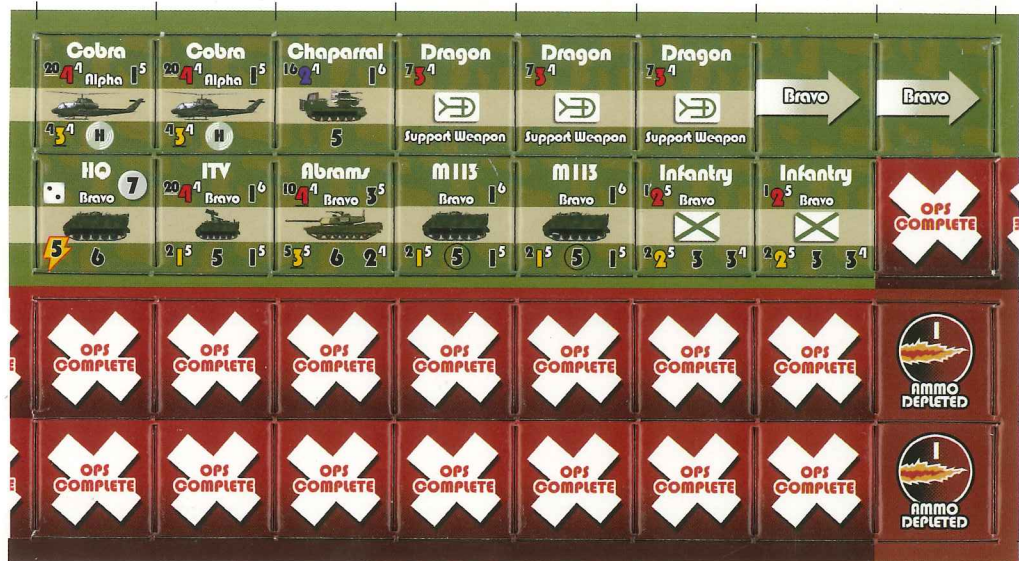 Cobra
20 4 4 Alpha 1 5
4 3 4 H
Cobra
20 4 4 Alpha 1 5
4 3 4 H
Chaparral
16 2 4 1 6
5
Dragon
7 3 4
Support Weapon
Dragon
7 3 4
Support Weapon
Dragon
7 3 4
Support Weapon
Bravo
Bravo
HQ 7
Bravo
5 6
ITV
20 4 4 Bravo 1 6
2 1 5 5 1 5
Abrams
10 4 4 Bravo 3 5
5 3 5 6 2 4
M113
Bravo 1 6
2 1 5 5 1 5
M113
Bravo 1 6
2 1 5 5 1 5
Infantry
1 2 5 Bravo
2 2 5 3 3 4
Infantry
1 2 5 Bravo
2 2 5 3 3 4
OPS
COMPLETE
OPS
COMPLETE
OPS
COMPLETE
OPS
COMPLETE
OPS
COMPLETE
OPS
COMPLETE
OPS
COMPLETE
OPS
COMPLETE
1
AMMO
DEPLETED
OPS
COMPLETE
OPS
COMPLETE
OPS
COMPLETE
OPS
COMPLETE
OPS
COMPLETE
OPS
COMPLETE
OPS
COMPLETE
1
AMMO
DEPLETED